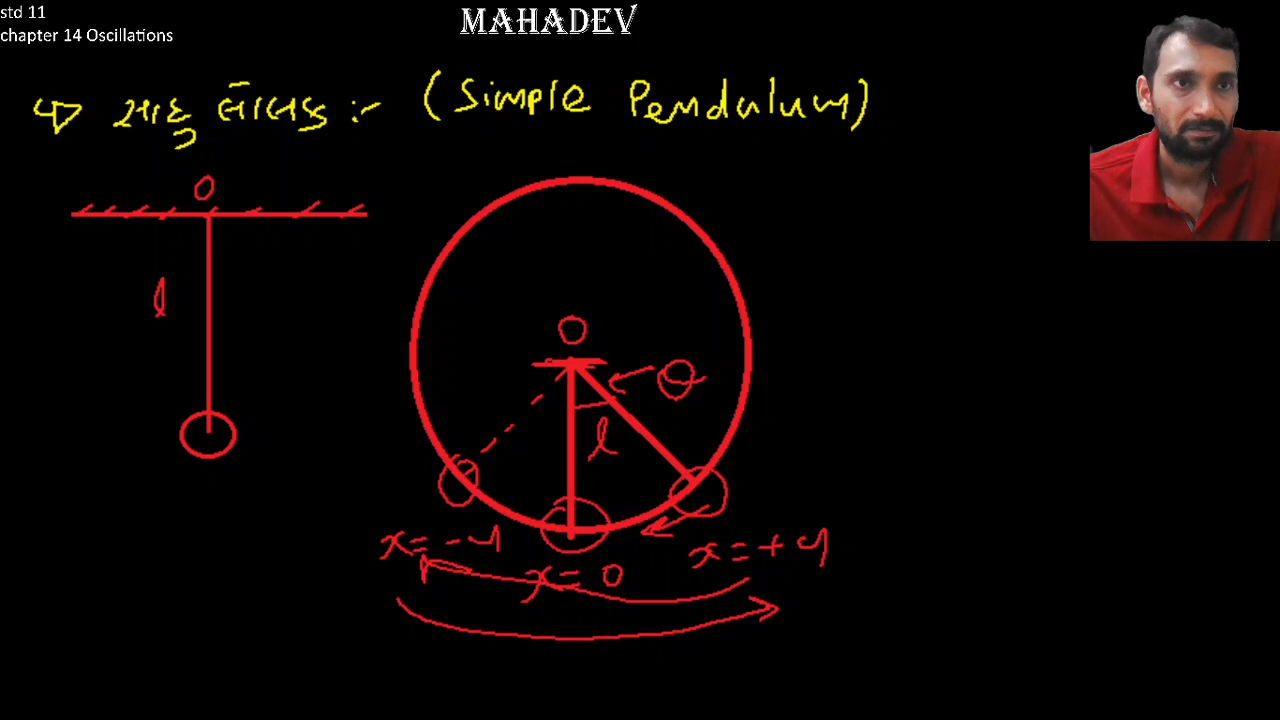 std 11
chapter 14 Oscillations
MAHADEV
સાદુ લોલક :- (Simple Pendulum)
O
l
O
θ
l
x = -A
x = 0
x = +A